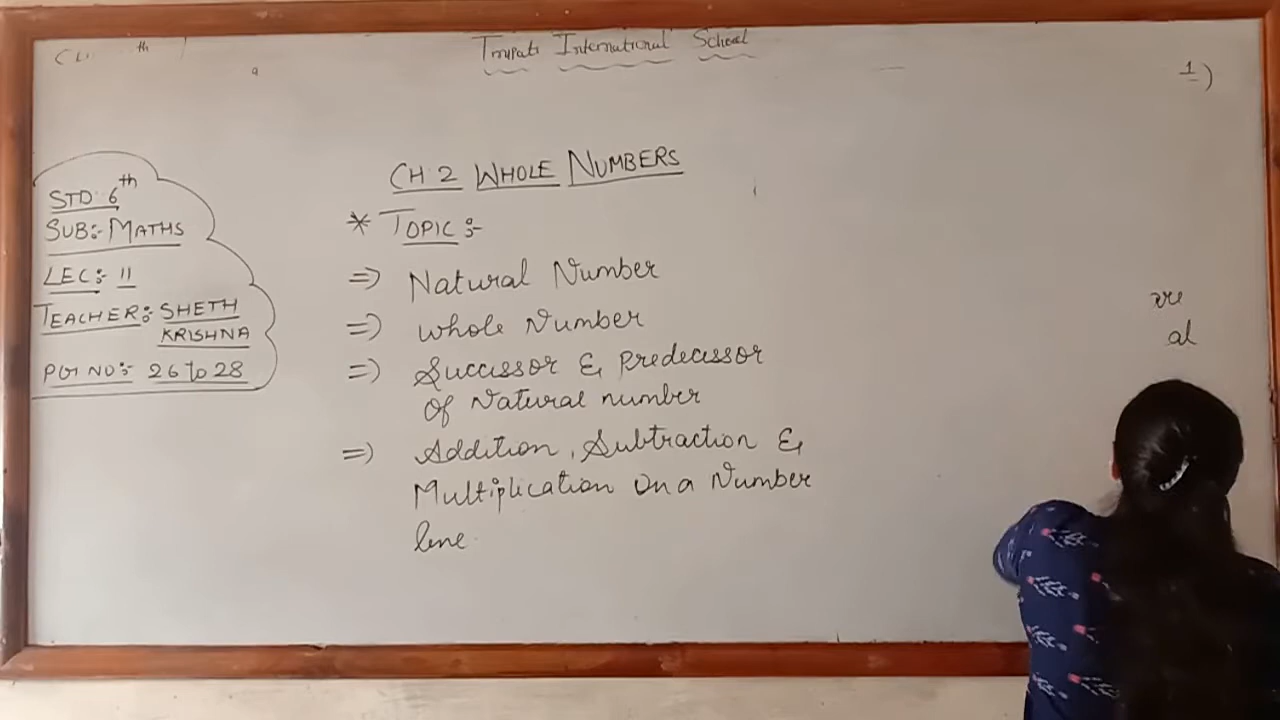 International School
1)
CH:2 WHOLE NUMBERS
STD: 6th
SUB:- MATHS
LEC:- 11
TEACHER:- SHETH
KRISHNA
PG NO:- 26 to 28
* TOPIC :-
=) Natural Number
=) Whole Number
=) Successor & Predecessor
Of Natural number
=) Addition, Subtraction &
Multiplication on a Number
line.